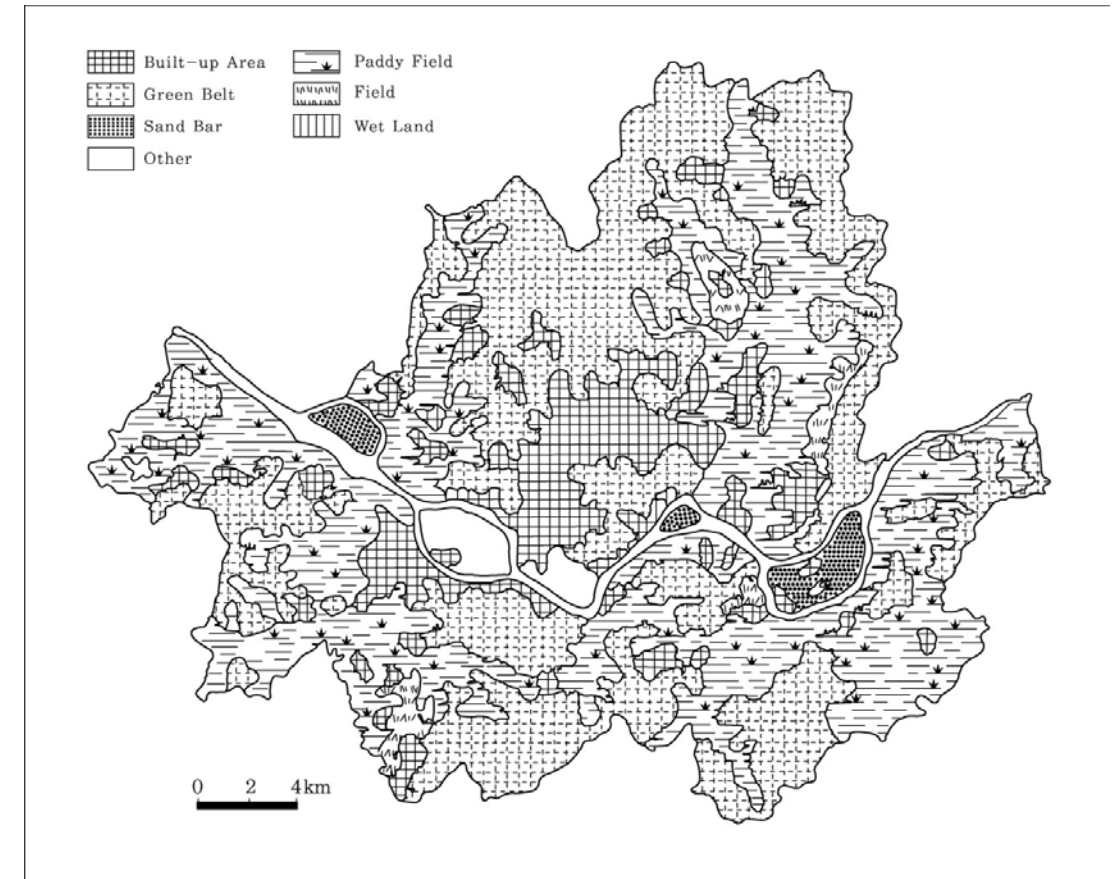 Built-up Area
Paddy Field
Green Belt
Field
Sand Bar
Wet Land
Other
0 2 4km